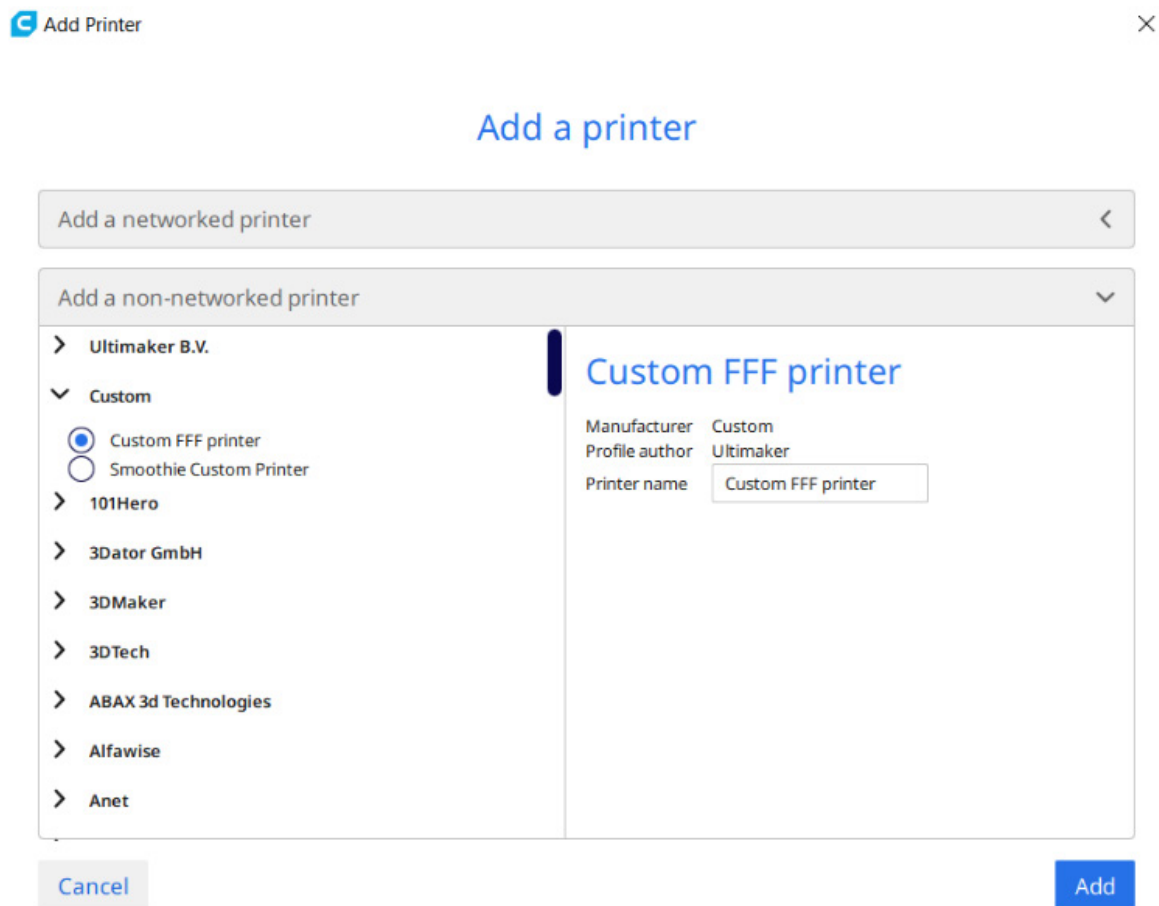 Add Printer
Add a printer
Add a networked printer
Add a non-networked printer
Ultimaker B.V.
Custom
Custom FFF printer
Smoothie Custom Printer
101Hero
3Dator GmbH
3DMaker
3DTech
ABAX 3d Technologies
Alfawise
Anet
Custom FFF printer
Manufacturer Custom
Profile author Ultimaker
Printer name Custom FFF printer
Cancel
Add